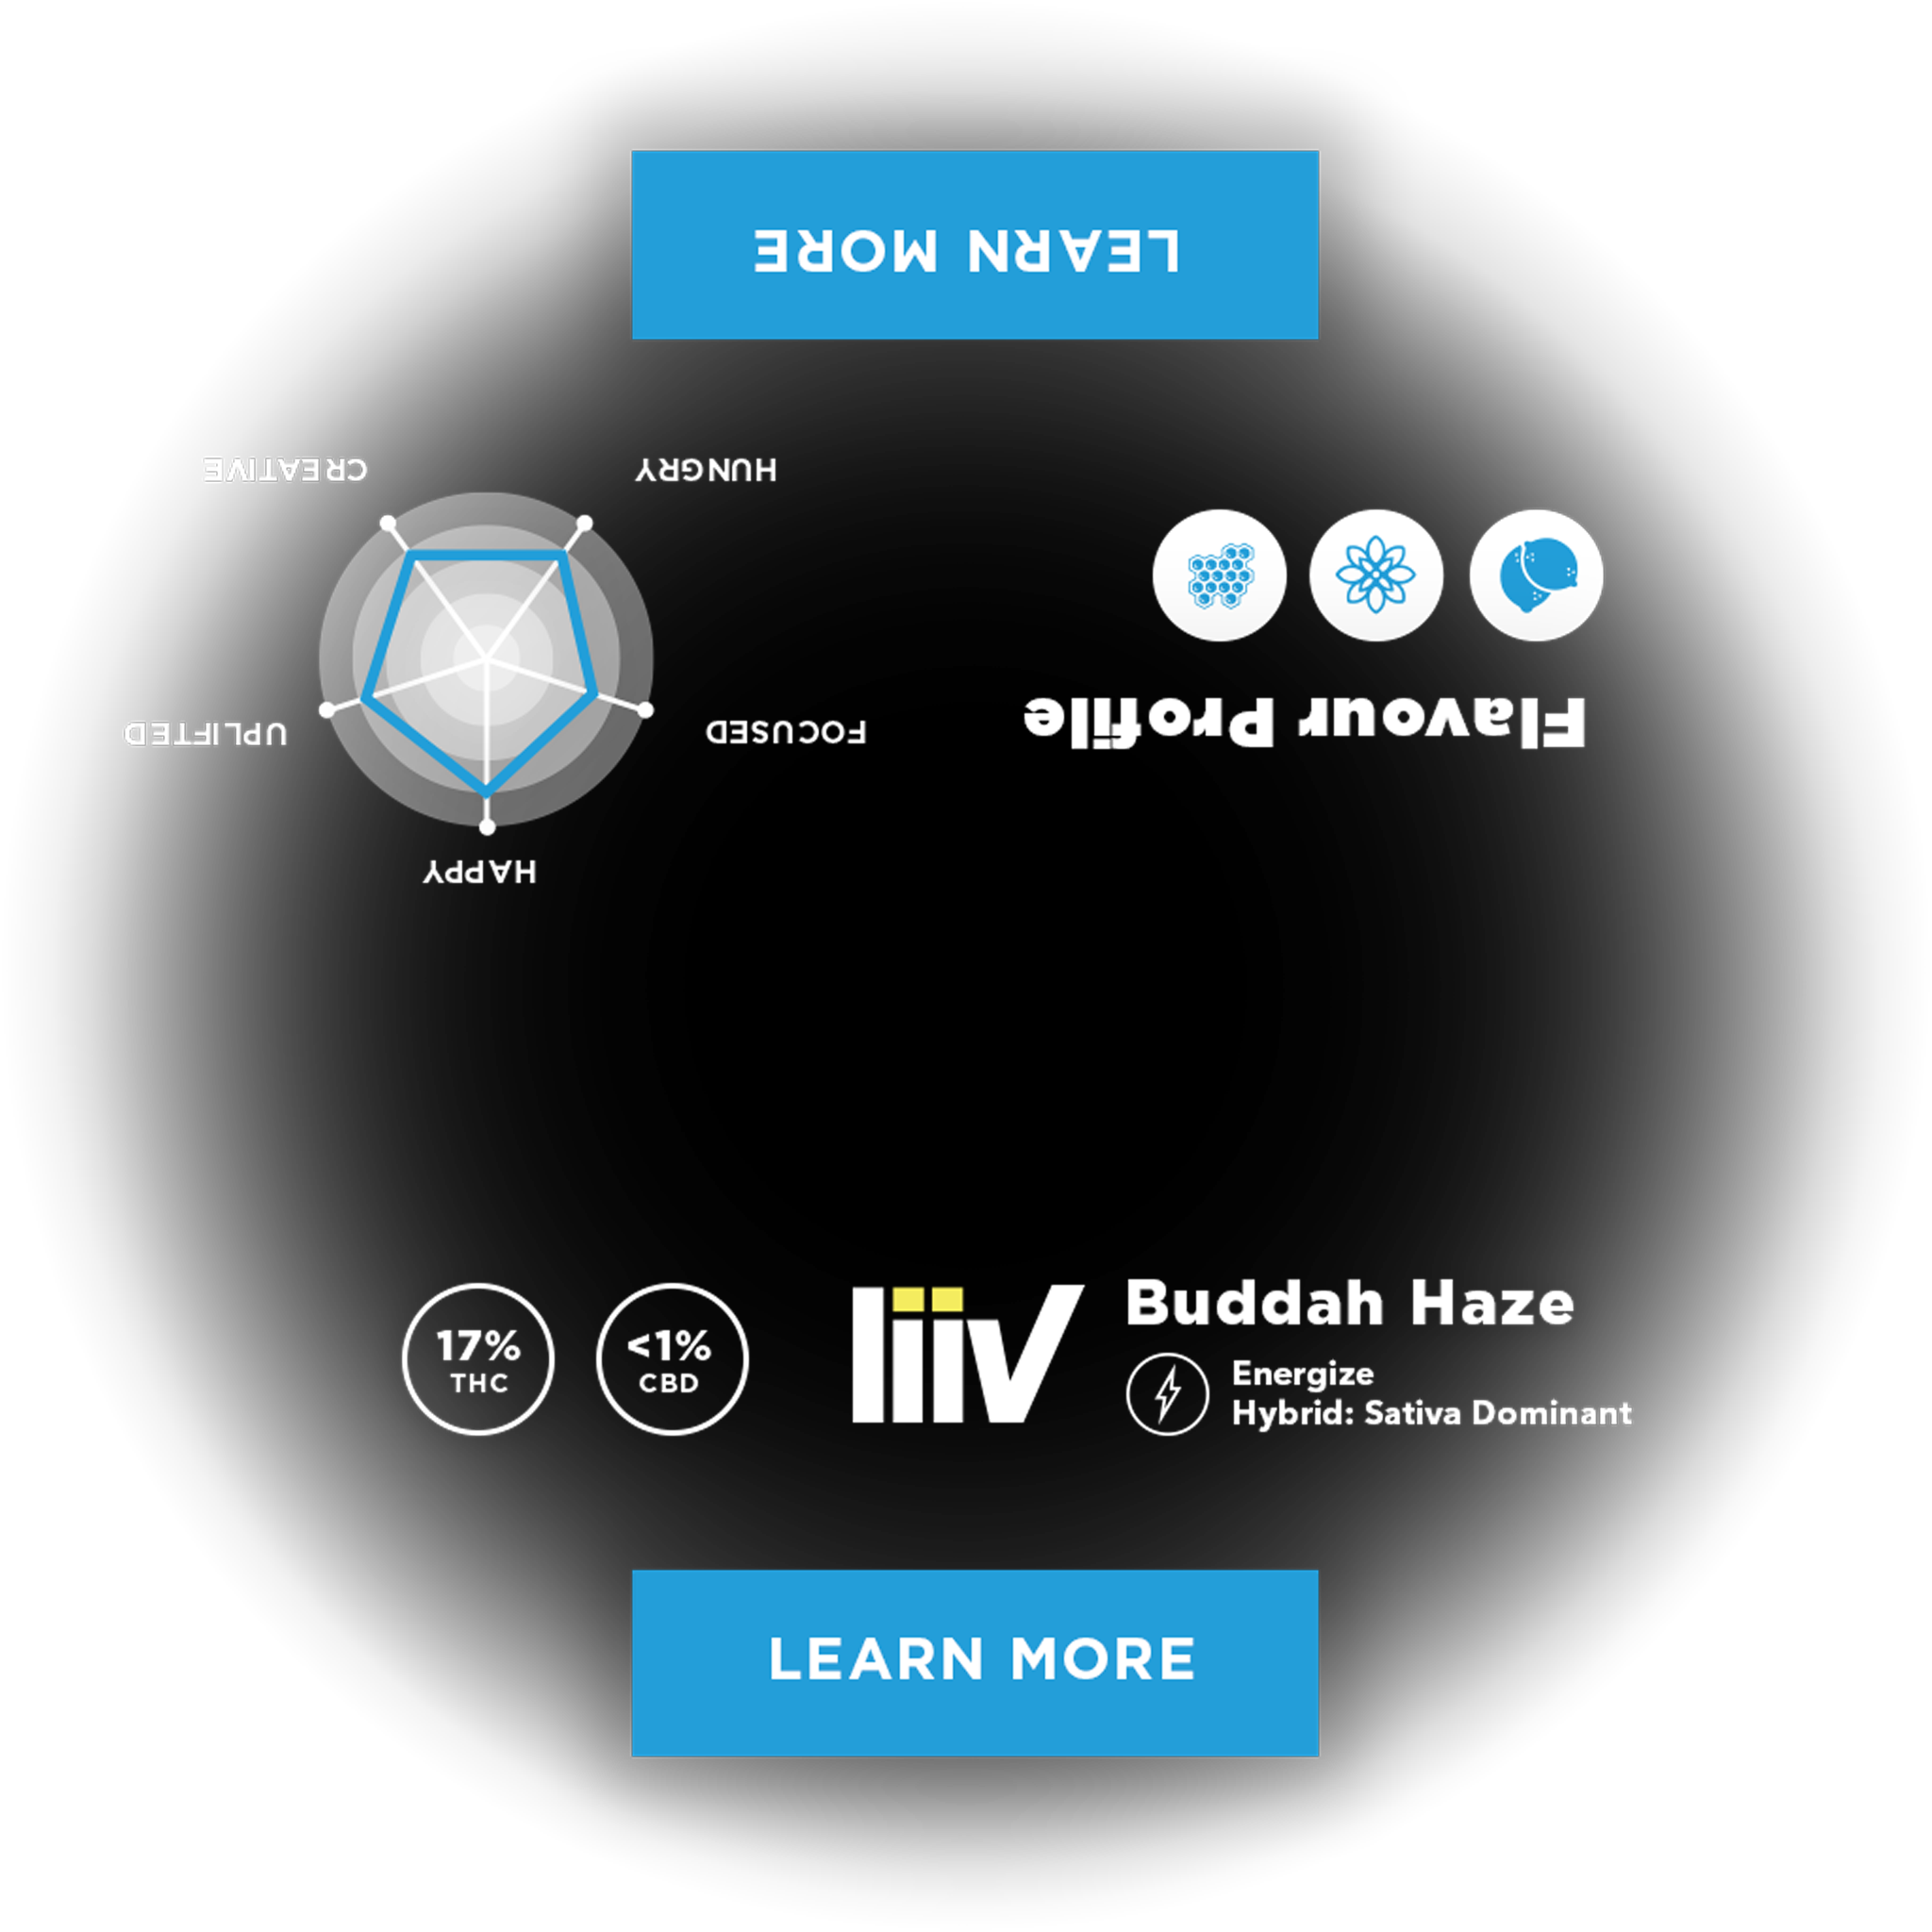 LEARN MORE
CREATIVE
HUNGRY
UPLIFTED
FOCUSED
HAPPY
Flavour Profile
17%
THC
<1%
CBD
liiv
Buddah Haze
Energize
Hybrid: Sativa Dominant
LEARN MORE